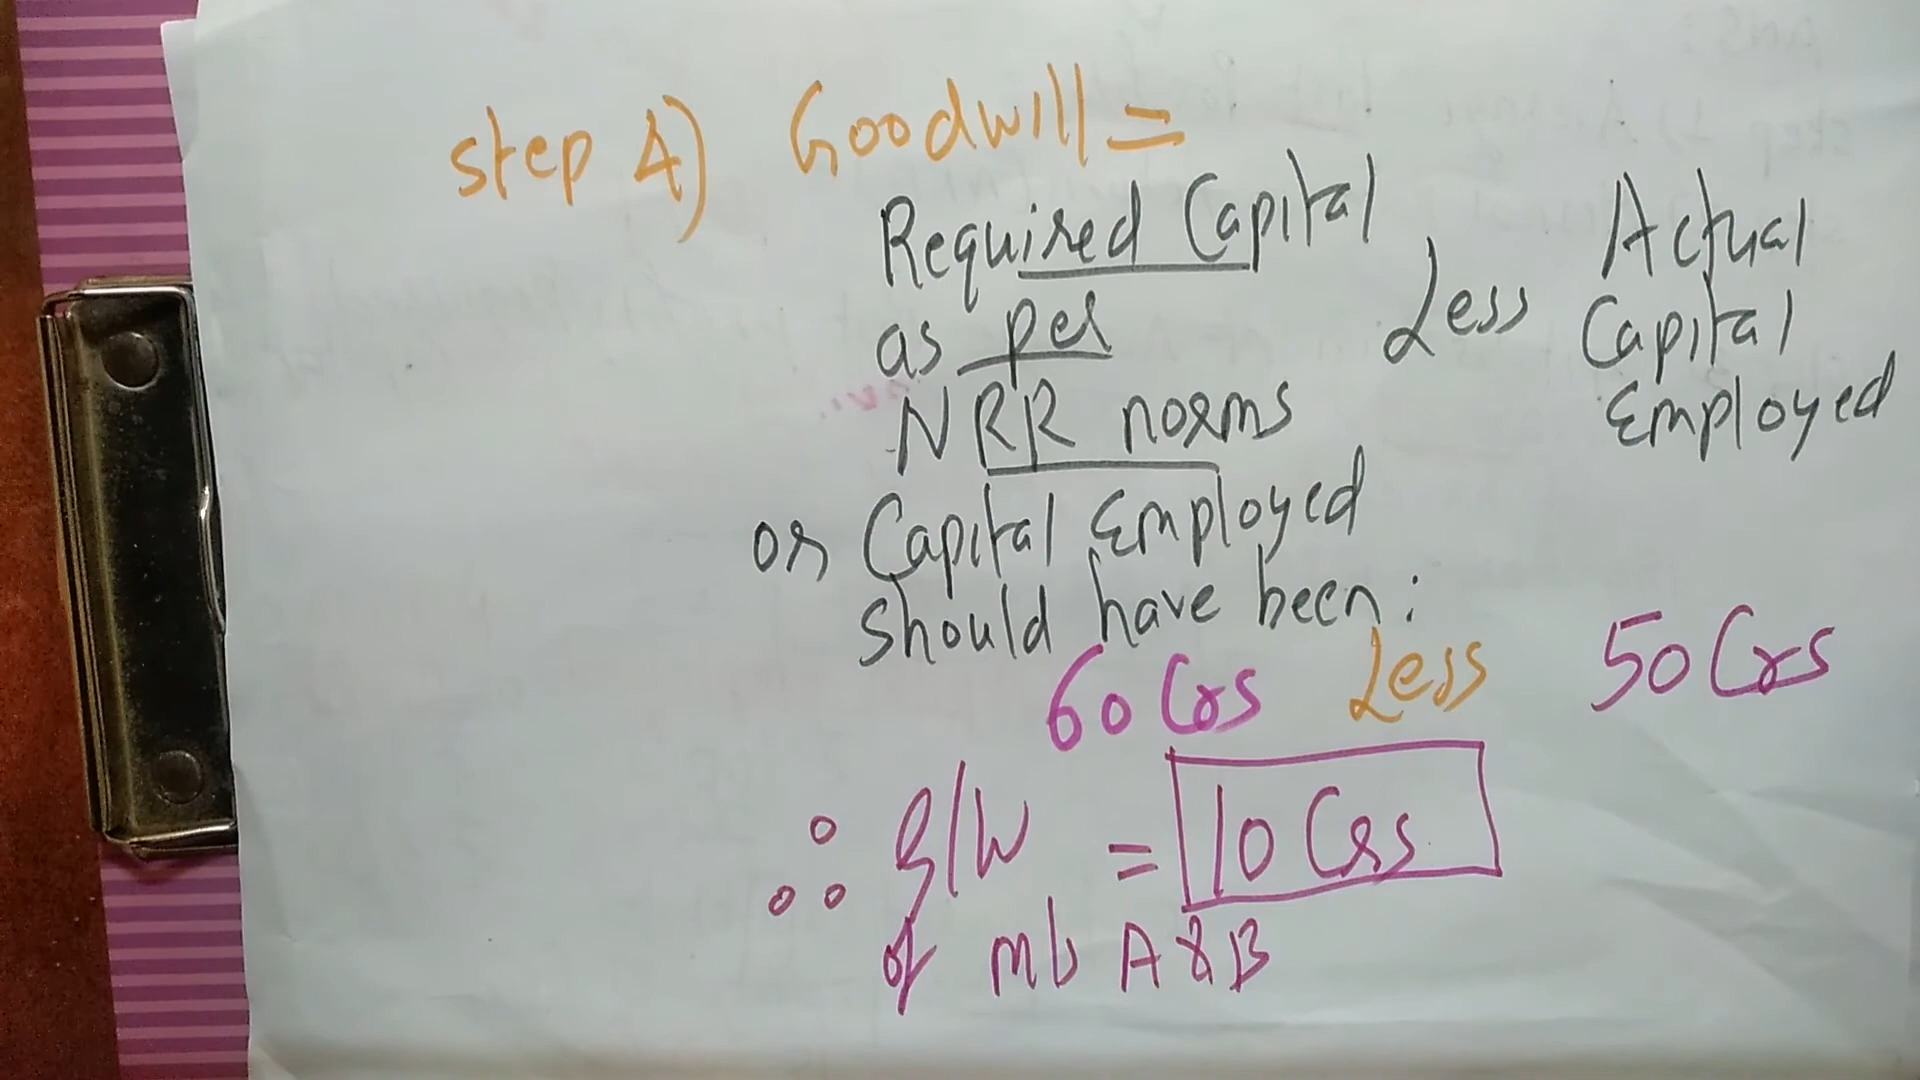 step 4) Goodwill =
Required Capital
as per
NRR norms
Less
Actual
Capital
Employed
or Capital Employed
should have been:
60 Crs Less 50 Crs
∴ G/W = 10 Crs
of m/s A & B